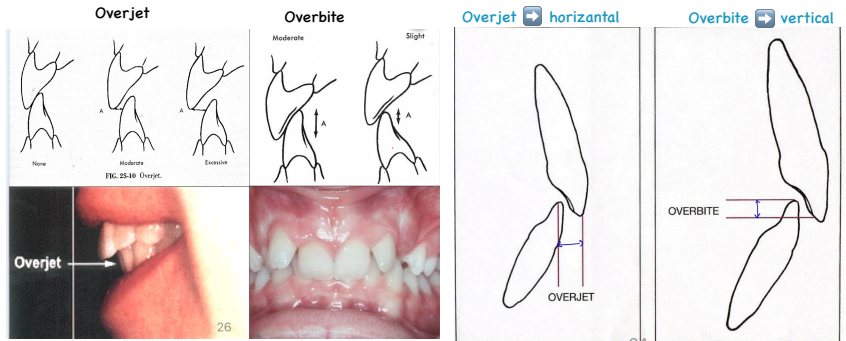 Overjet
Overbite
Overjet ➡ horizantal
Overbite ➡ vertical
Moderate
Slight
A
A
A
A
None
Moderate
Excessive
FIG. 25-10 Overjet.
OVERBITE
Overjet
OVERJET
26